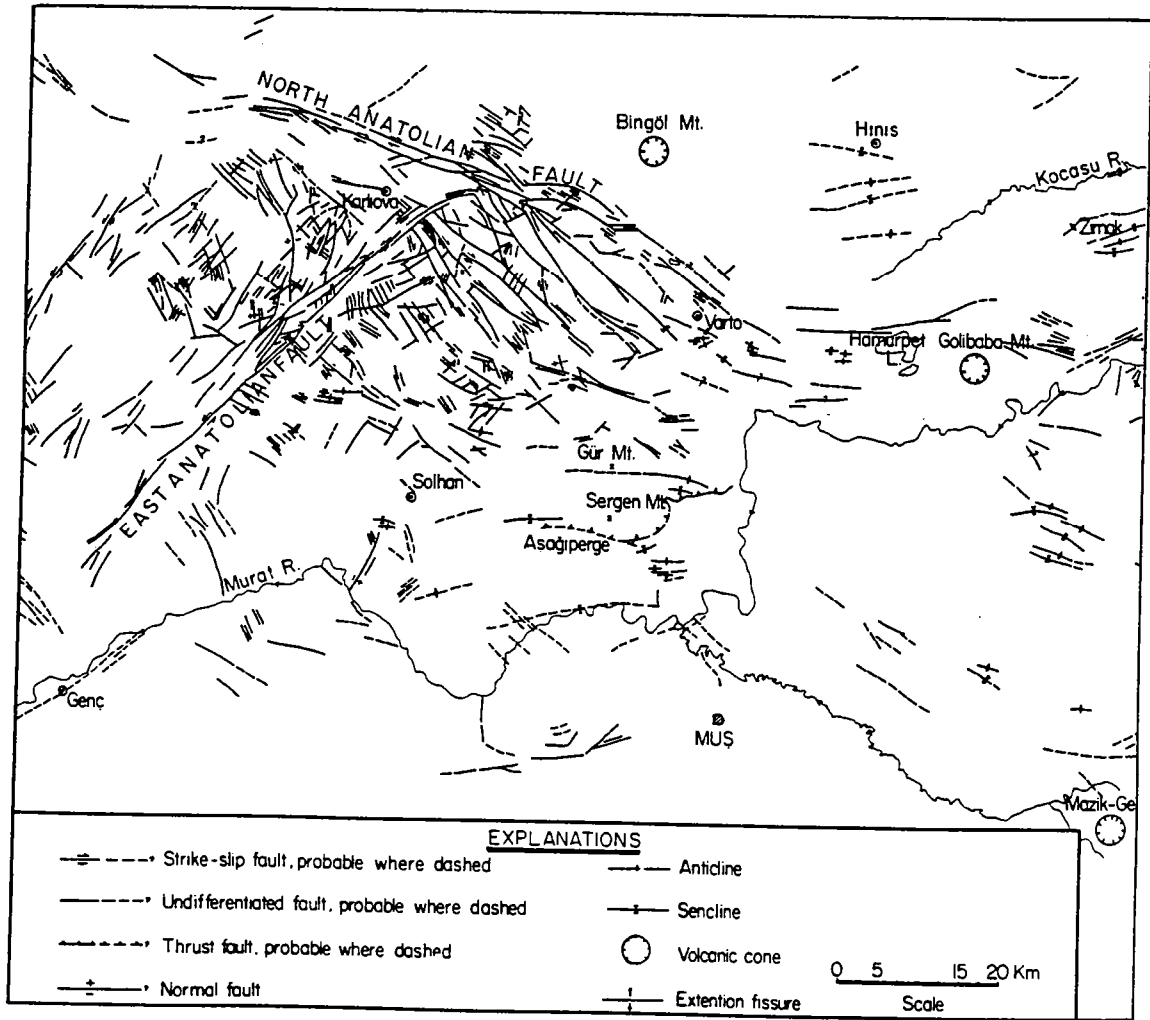 NORTH ANATOLIAN FAULT
Bingöl Mt.
Hınıs
Kocasu R.
Karlıova
Zırnak
Varto
Hamurpet L.
Golibaba-Mt.
EAST ANATOLIAN FAULT
Gür Mt.
Solhan
Sergen Mt.
Asağıperge
Murat R.
Genç
MUŞ
Mazik-Ge
EXPLANATIONS
Strike-slip fault, probable where dashed
Undifferentiated fault, probable where dashed
Thrust fault, probable where dashed
Normal fault
Anticline
Sencline
Volcanic cone
Extention fissure
0 5 15 20 Km
Scale